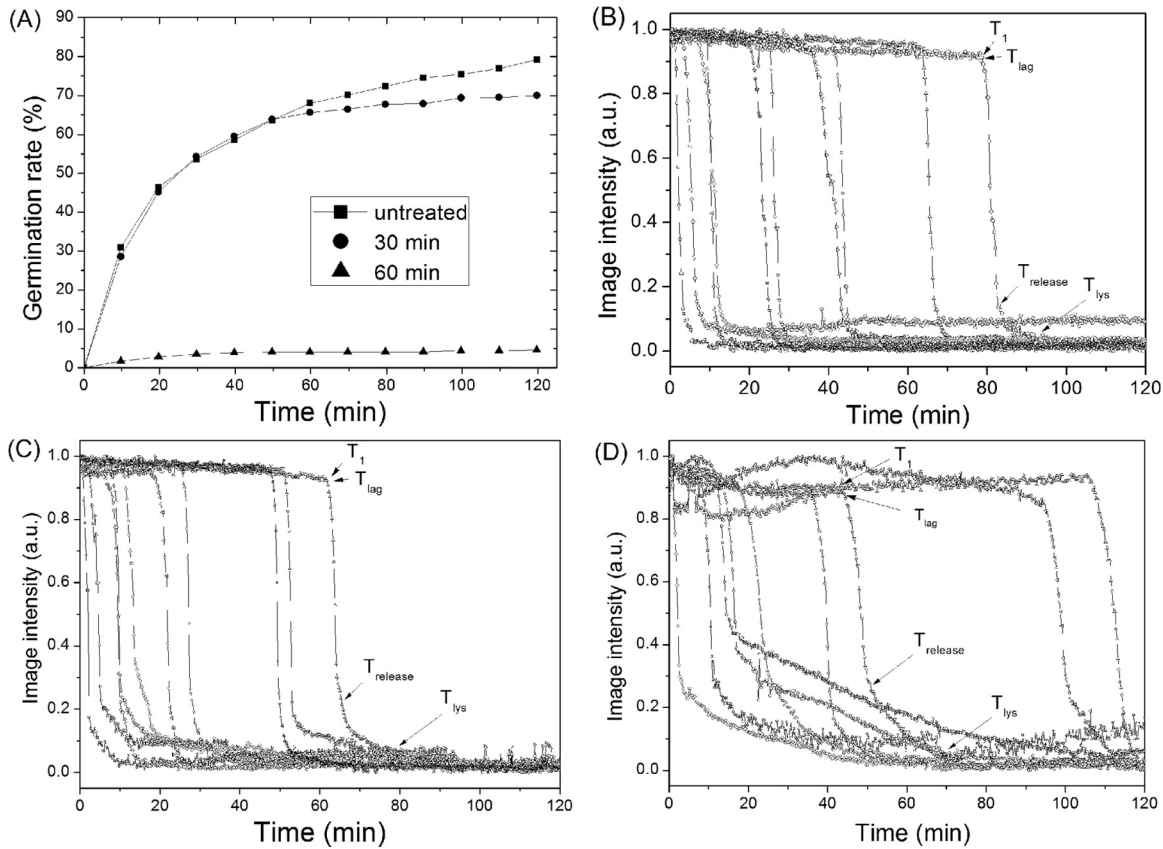 (A)
90
80
70
60
50
40
30
20
10
0
Germination rate (%)
untreated
30 min
60 min
0 20 40 60 80 100 120
Time (min)
(B)
1.0
0.8
0.6
0.4
0.2
0.0
Image intensity (a.u.)
T1
Tlag
Trelease
Tlys
0 20 40 60 80 100 120
Time (min)
(C)
1.0
0.8
0.6
0.4
0.2
0.0
Image intensity (a.u.)
T1
Tlag
Trelease
Tlys
0 20 40 60 80 100 120
Time (min)
(D)
1.0
0.8
0.6
0.4
0.2
0.0
Image intensity (a.u.)
T1
Tlag
Trelease
Tlys
0 20 40 60 80 100 120
Time (min)